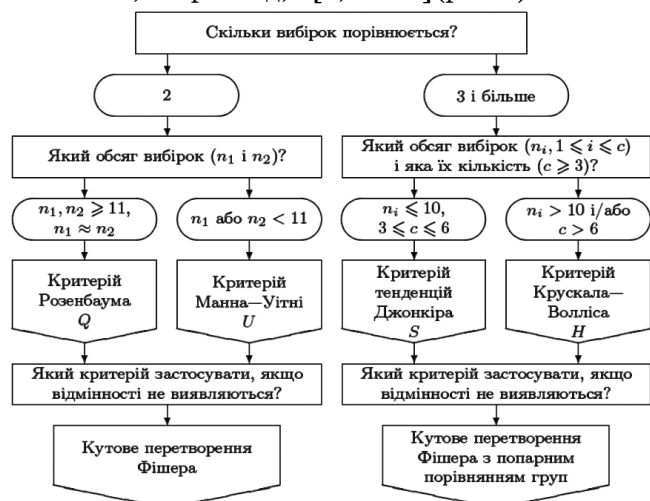 Скільки вибірок порівнюється?
2
3 і більше
Який обсяг вибірок (n₁ і n₂)?
Який обсяг вибірок (nᵢ, 1 ⩽ i ⩽ c)
і яка їх кількість (c ⩾ 3)?
n₁, n₂ ⩾ 11,
n₁ ≈ n₂
n₁ або n₂ < 11
nᵢ ⩽ 10,
3 ⩽ c ⩽ 6
nᵢ > 10 і/або
c > 6
Критерій
Розенбаума
Q
Критерій
Манна—Уітні
U
Критерій
тенденцій
Джонкіра
S
Критерій
Крускала—
Волліса
H
Який критерій застосувати, якщо
відмінності не виявляються?
Який критерій застосувати, якщо
відмінності не виявляються?
Кутове перетворення
Фішера
Кутове перетворення
Фішера з попарним
порівнянням груп